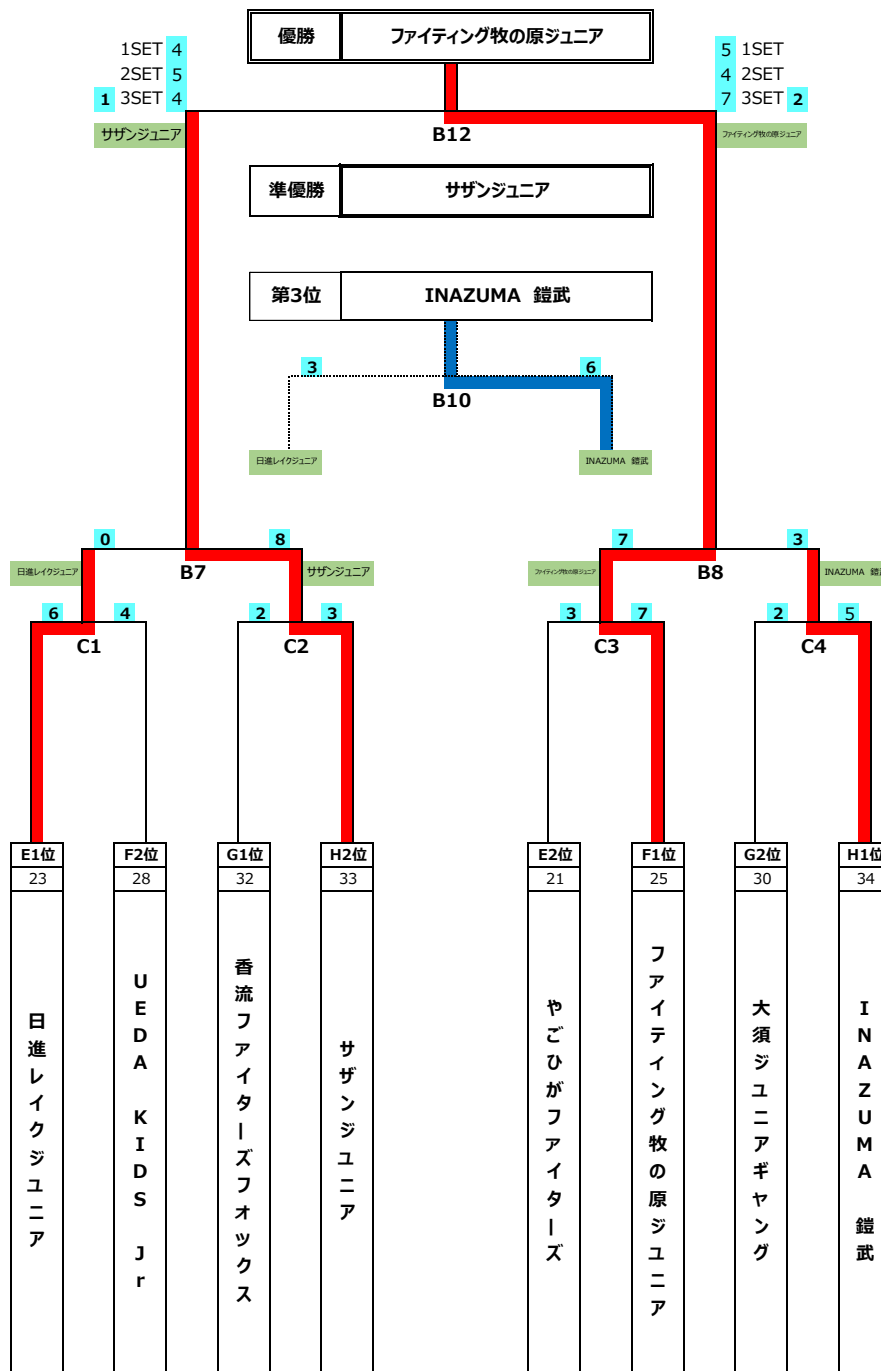 優勝 ファイティング牧の原ジュニア
1SET 4
2SET 5
1 3SET 4
5 1SET
4 2SET
7 3SET 2
サザンジュニア
B12
ファイティング牧の原ジュニア
準優勝 サザンジュニア
第3位 INAZUMA 鎧武
3 6
B10
日進レイクジュニア INAZUMA 鎧武
0 8 7 3
日進レイクジュニア B7 サザンジュニア ファイティング牧の原ジュニア B8 INAZUMA 鎧武
6 4 2 3 3 7 2 5
C1 C2 C3 C4
E1位 F2位 G1位 H2位 E2位 F1位 G2位 H1位
23 28 32 33 21 25 30 34
日進レイクジュニア
UEDA KIDS Jr
香流ファイターズフォックス
サザンジュニア
やごひがファイターズ
ファイティング牧の原ジュニア
大須ジュニアギャング
INAZUMA 鎧武